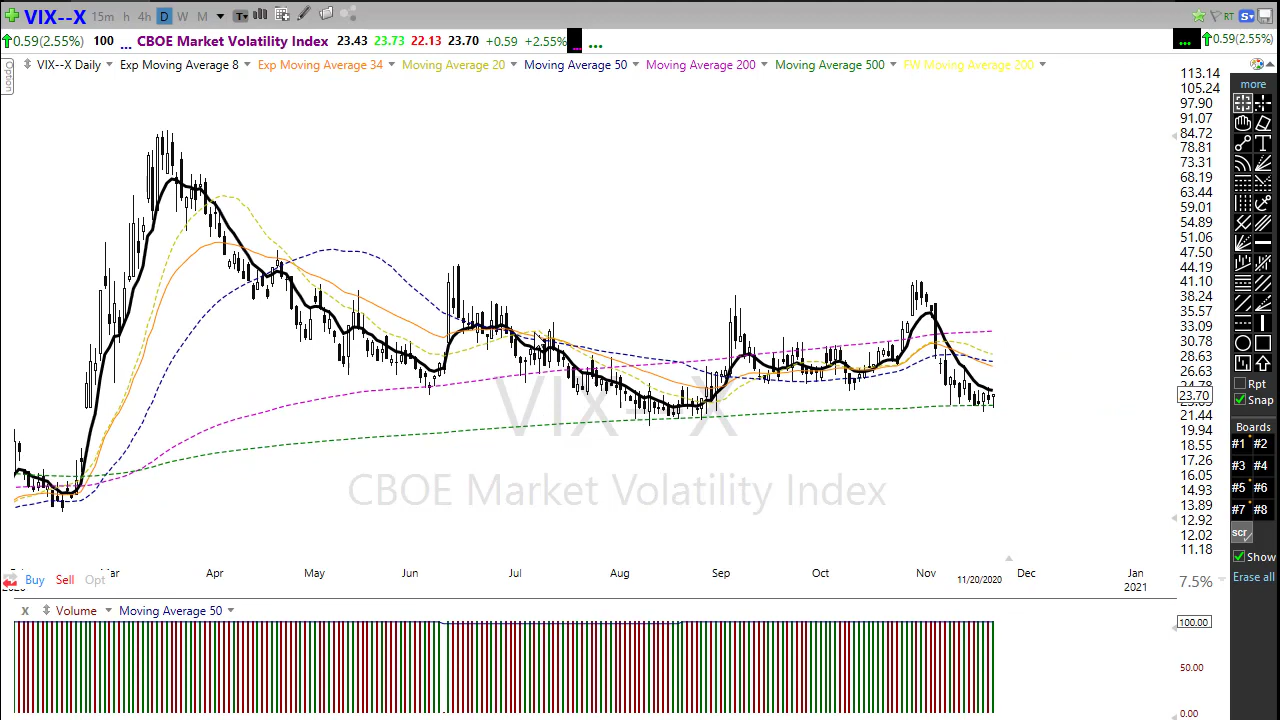 VIX--X 15m h 4h D W M T RT S
0.59(2.55%) 100 ... CBOE Market Volatility Index 23.43 23.73 22.13 23.70 +0.59 +2.55% ... ... ... 0.59(2.55%)
Option
VIX--X Daily Exp Moving Average 8 Exp Moving Average 34 Moving Average 20 Moving Average 50 Moving Average 200 Moving Average 500 FW Moving Average 200
113.14
105.24
97.90
91.07
84.72
78.81
73.31
68.19
63.44
59.01
54.89
51.06
47.50
44.19
41.10
38.24
35.57
33.09
30.78
28.63
26.63
24.78
23.70
21.44
19.94
18.55
17.26
16.05
14.93
13.89
12.92
12.02
11.18
more
T
Rpt
Snap
Boards
#1 #2
#3 #4
#5 #6
#7 #8
scr
Show
Erase all
VIX--X
CBOE Market Volatility Index
Mar Apr May Jun Jul Aug Sep Oct Nov 11/20/2020 Dec Jan
2021
Buy Sell Opt
7.5%
x Volume Moving Average 50
100.00
50.00
0.00